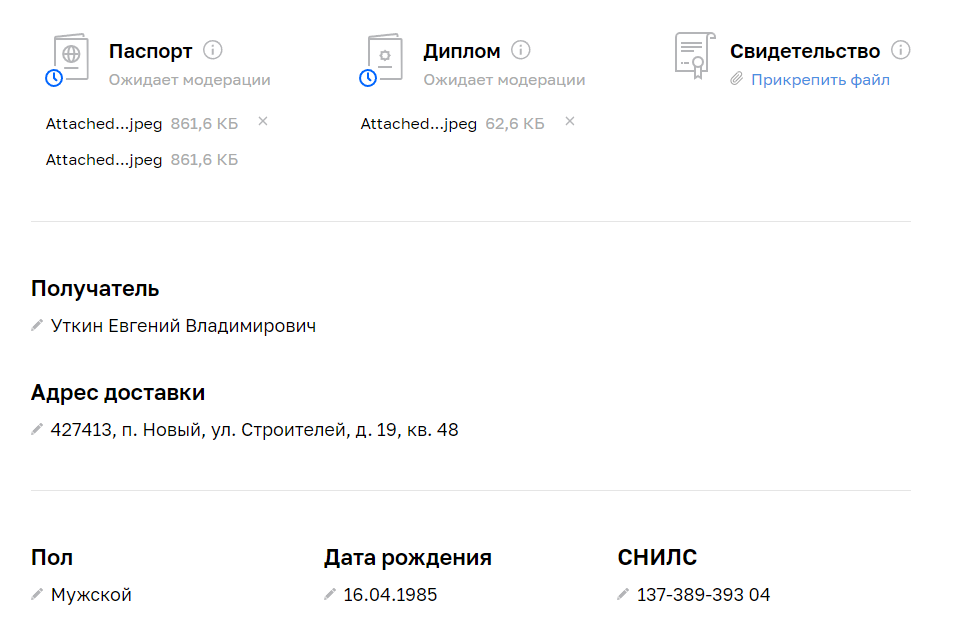 Паспорт
Ожидает модерации
Attached...jpeg 861,6 КБ
Attached...jpeg 861,6 КБ
Диплом
Ожидает модерации
Attached...jpeg 62,6 КБ
Свидетельство
Прикрепить файл
Получатель
Уткин Евгений Владимирович
Адрес доставки
427413, п. Новый, ул. Строителей, д. 19, кв. 48
Пол
Мужской
Дата рождения
16.04.1985
СНИЛС
137-389-393 04